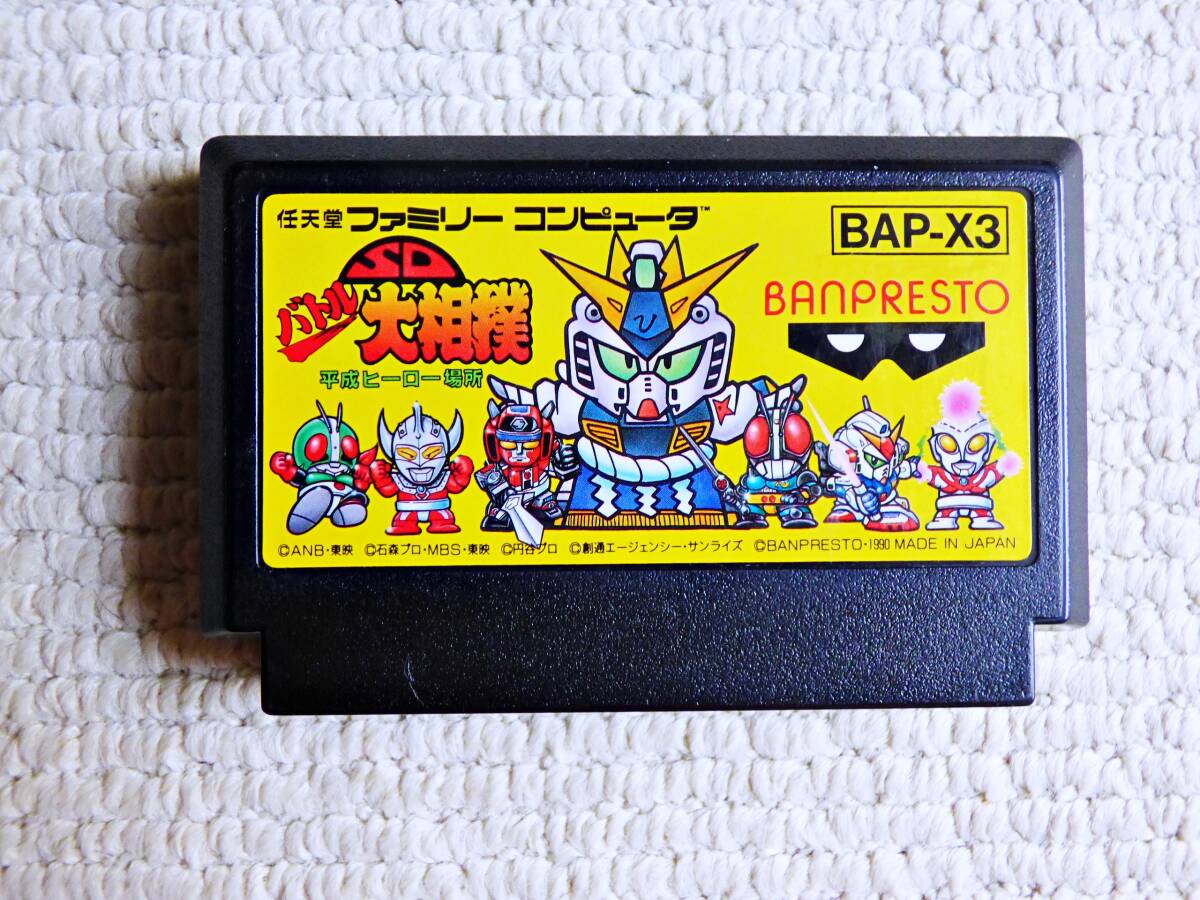 任天堂 ファミリー コンピュータ™
BAP-X3
SD
バトル
大相撲
平成ヒーロー場所
BANPRESTO
©ANB・東映 ©石森プロ・MBS・東映 ©円谷プロ ©創通エージェンシー・サンライズ ©BANPRESTO・1990 MADE IN JAPAN